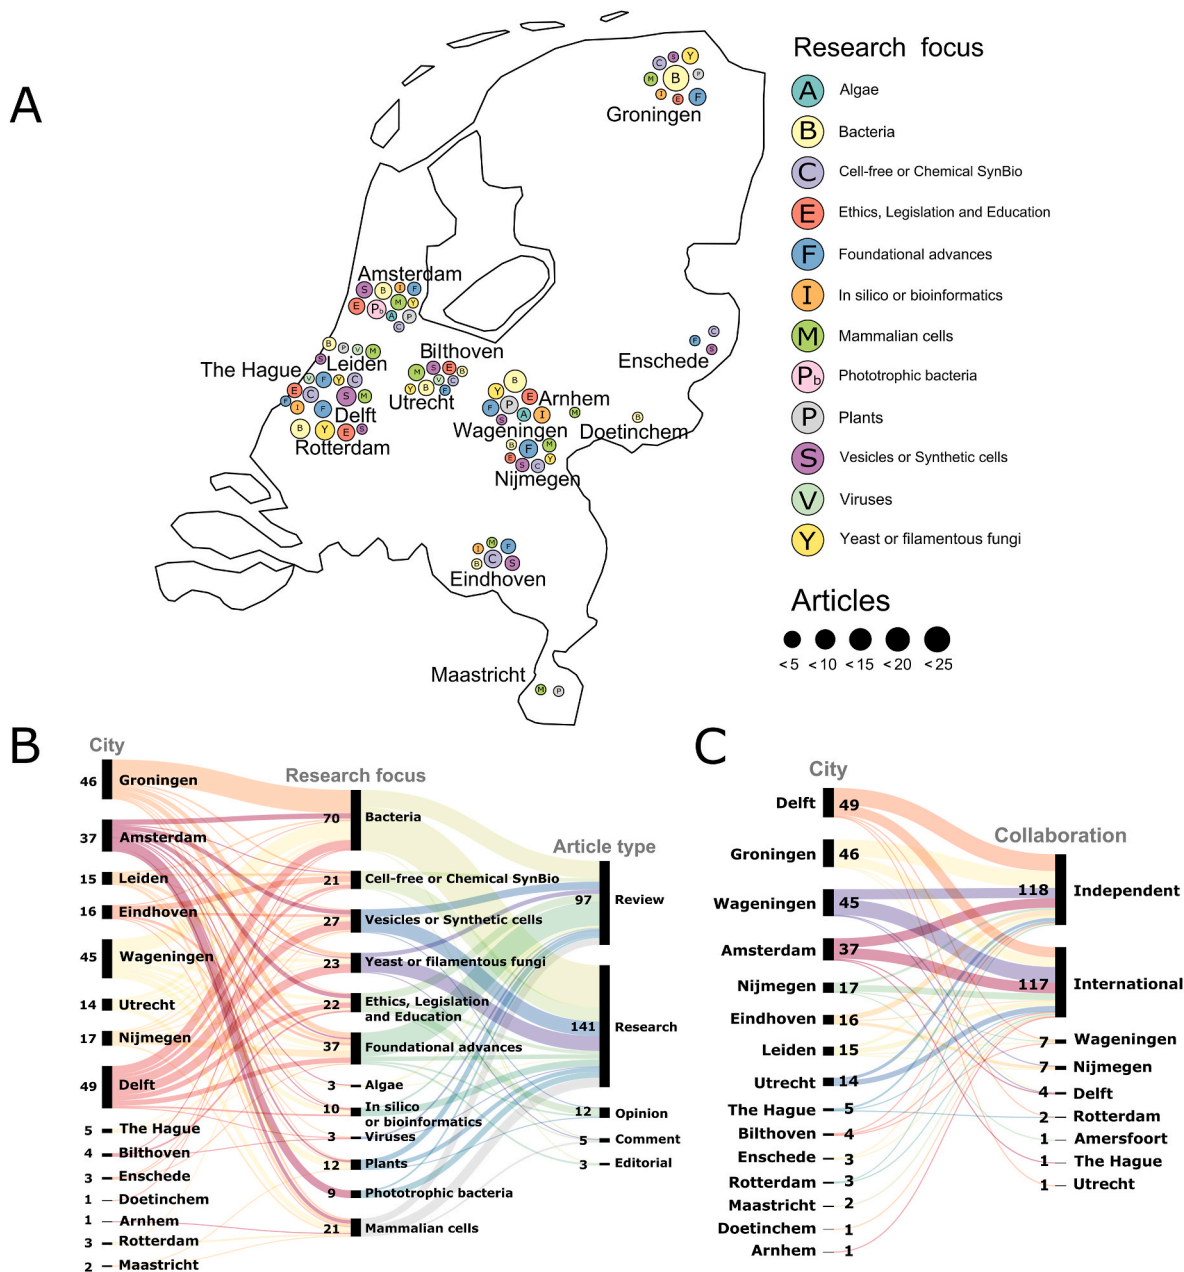 A
Research focus
A Algae
B Bacteria
C Cell-free or Chemical SynBio
E Ethics, Legislation and Education
F Foundational advances
I In silico or bioinformatics
M Mammalian cells
Pb Phototrophic bacteria
P Plants
S Vesicles or Synthetic cells
V Viruses
Y Yeast or filamentous fungi
Articles
<5 <10 <15 <20 <25
C S Y
M B P
I E F
Groningen
Amsterdam
S B I F
E Pb M Y
A P
C
B P V M
S
Leiden
The Hague
V F Y C
E C S M
F I F
Delft
B Y E S
Rotterdam
Bilthoven
M S E B
V C
Y B F
Utrecht
F C
S
Enschede
B
Y E
Arnhem
F P A I
S
M
Wageningen
B
Doetinchem
B F M
E S C Y
Nijmegen
I M F
B C S
Eindhoven
Maastricht
M P
B
City
46 Groningen
37 Amsterdam
15 Leiden
16 Eindhoven
45 Wageningen
14 Utrecht
17 Nijmegen
49 Delft
5 The Hague
4 Bilthoven
3 Enschede
1 Doetinchem
1 Arnhem
3 Rotterdam
2 Maastricht
Research focus
70 Bacteria
21 Cell-free or Chemical SynBio
27 Vesicles or Synthetic cells
23 Yeast or filamentous fungi
22 Ethics, Legislation
and Education
37 Foundational advances
3 Algae
10 In silico
or bioinformatics
3 Viruses
12 Plants
9 Phototrophic bacteria
21 Mammalian cells
Article type
97 Review
141 Research
12 Opinion
5 Comment
3 Editorial
C
City
Delft 49
Groningen 46
Wageningen 45
Amsterdam 37
Nijmegen 17
Eindhoven 16
Leiden 15
Utrecht 14
The Hague 5
Bilthoven 4
Enschede 3
Rotterdam 3
Maastricht 2
Doetinchem 1
Arnhem 1
Collaboration
118 Independent
117 International
7 Wageningen
7 Nijmegen
4 Delft
2 Rotterdam
1 Amersfoort
1 The Hague
1 Utrecht